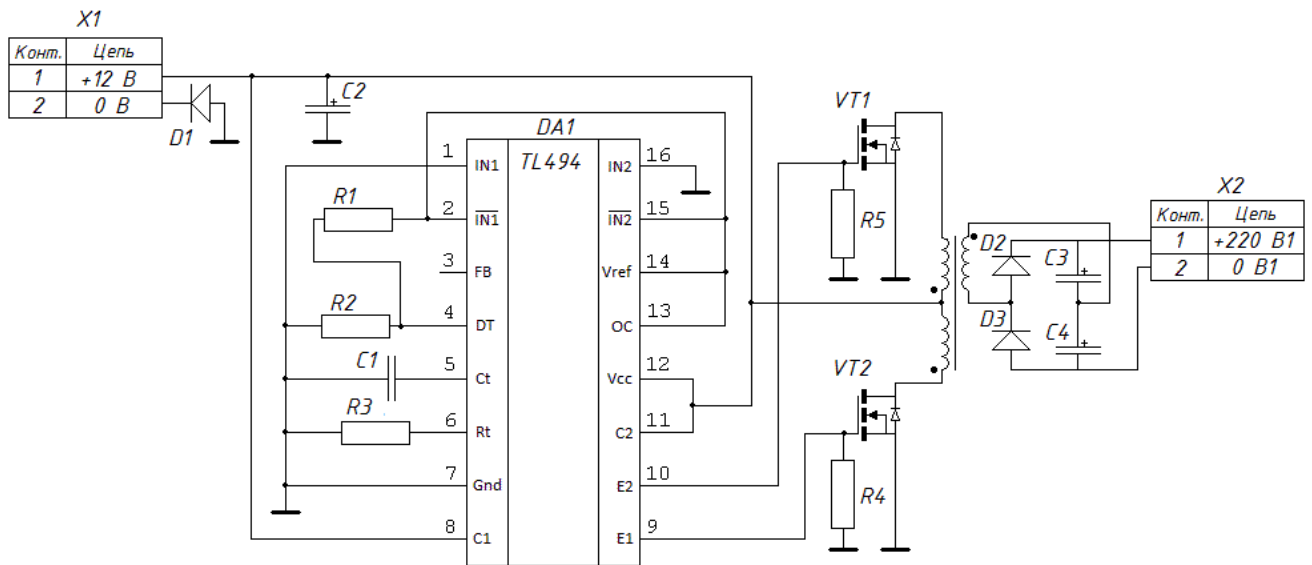 X1
Конт. Цепь
1 +12 В
2 0 В
D1
C2
DA1
TL494
1 IN1
2 IN1
3 FB
4 DT
5 Ct
6 Rt
7 Gnd
8 C1
IN2 16
IN2 15
Vref 14
OC 13
Vcc 12
C2 11
E2 10
E1 9
R1
R2
C1
R3
VT1
R5
VT2
R4
D2
D3
C3
C4
X2
Конт. Цепь
1 +220 В1
2 0 В1